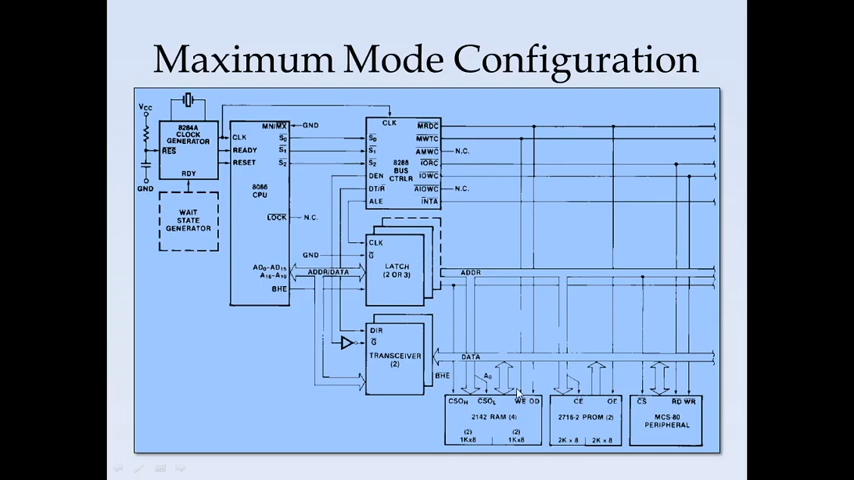 Maximum Mode Configuration
VCC
8284A
CLOCK
GENERATOR
RES
RDY
GND
WAIT
STATE
GENERATOR
CLK
READY
RESET
MN/MX
GND
S0
S1
S2
8086
CPU
LOCK
N.C.
AD0-AD15
A16-A19
BHE
ADDR/DATA
CLK
S0
S1
S2
DEN
DT/R
ALE
8288
BUS
CTRLR
MRDC
MWTC
AMWC
N.C.
IORC
IOWC
AIOWC
N.C.
INTA
CLK
GND
G
LATCH
(2 OR 3)
ADDR
DIR
G
TRANSCEIVER
(2)
DATA
BHE
A0
CS0H
CS0L
WE OD
2142 RAM (4)
(2)
1K x 8
(2)
1K x 8
CE
OE
2716-2 PROM (2)
2K x 8
2K x 8
CS
RD WR
MCS-80
PERIPHERAL